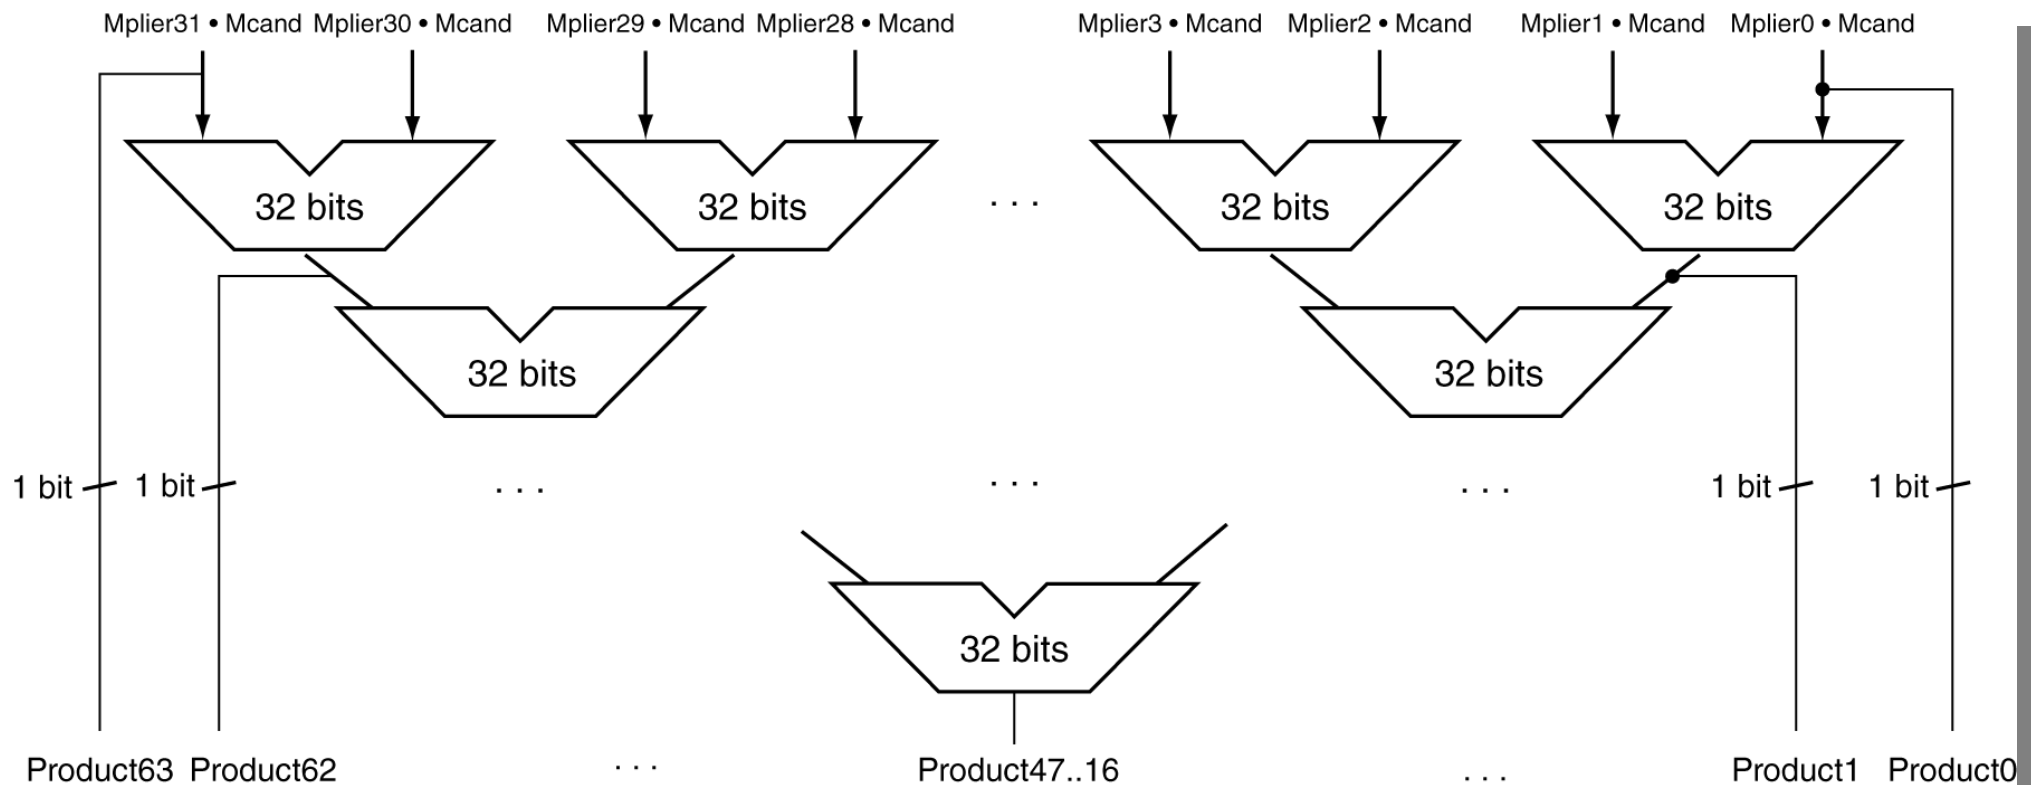 Mplier31 • Mcand Mplier30 • Mcand Mplier29 • Mcand Mplier28 • Mcand Mplier3 • Mcand Mplier2 • Mcand Mplier1 • Mcand Mplier0 • Mcand
32 bits 32 bits . . . 32 bits 32 bits
32 bits 32 bits
1 bit 1 bit . . . . . . . . . 1 bit 1 bit
32 bits
Product63 Product62 . . . Product47..16 . . . Product1 Product0